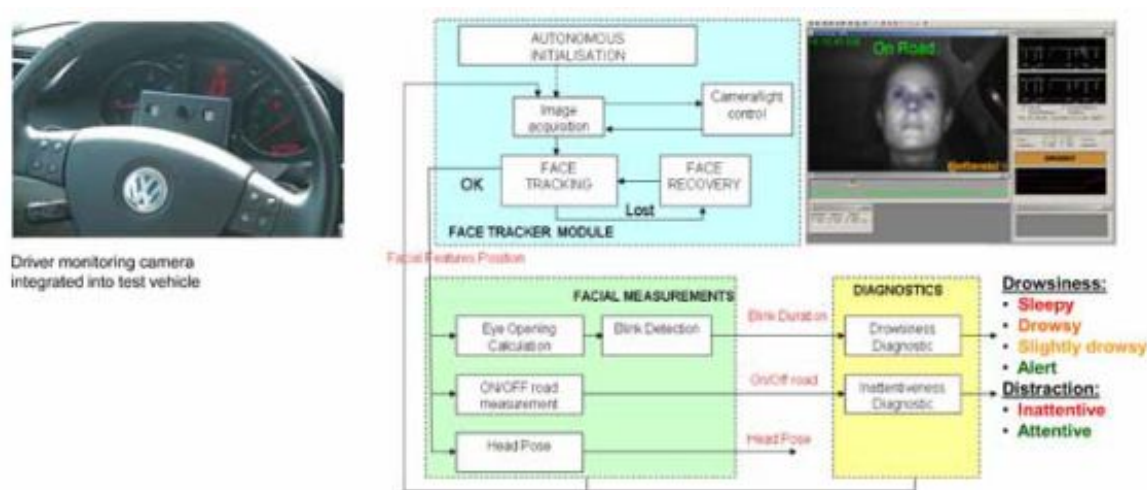 AUTONOMOUS
INITIALISATION
Image
acquisition
Camera/light
control
OK
FACE
TRACKING
FACE
RECOVERY
Lost
FACE TRACKER MODULE
On Road
Driver monitoring camera
integrated into test vehicle
Facial Features Position
FACIAL MEASUREMENTS
Eye Opening
Calculation
Blink Detection
Blink Duration
ON/OFF road
measurement
On/Off road
Head Pose
Head Pose
DIAGNOSTICS
Drowsiness
Diagnostic
Inattentiveness
Diagnostic
Drowsiness:
• Sleepy
• Drowsy
• Slightly drowsy
• Alert
Distraction:
• Inattentive
• Attentive